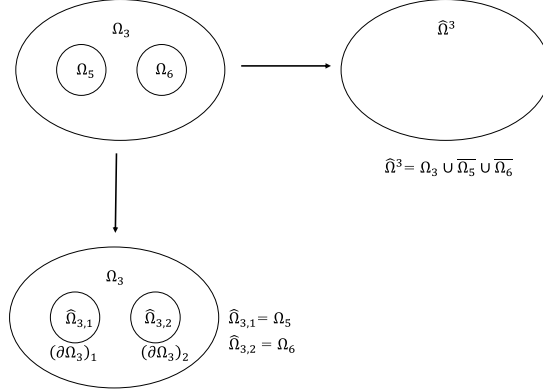 Ω₃
Ω₅ Ω₆
Ω̂³
Ω̂³= Ω₃ ∪ Ω̅₅ ∪ Ω̅₆
Ω₃
Ω̂₃,₁ Ω̂₃,₂
(∂Ω₃)₁ (∂Ω₃)₂
Ω̂₃,₁= Ω₅
Ω̂₃,₂ = Ω₆